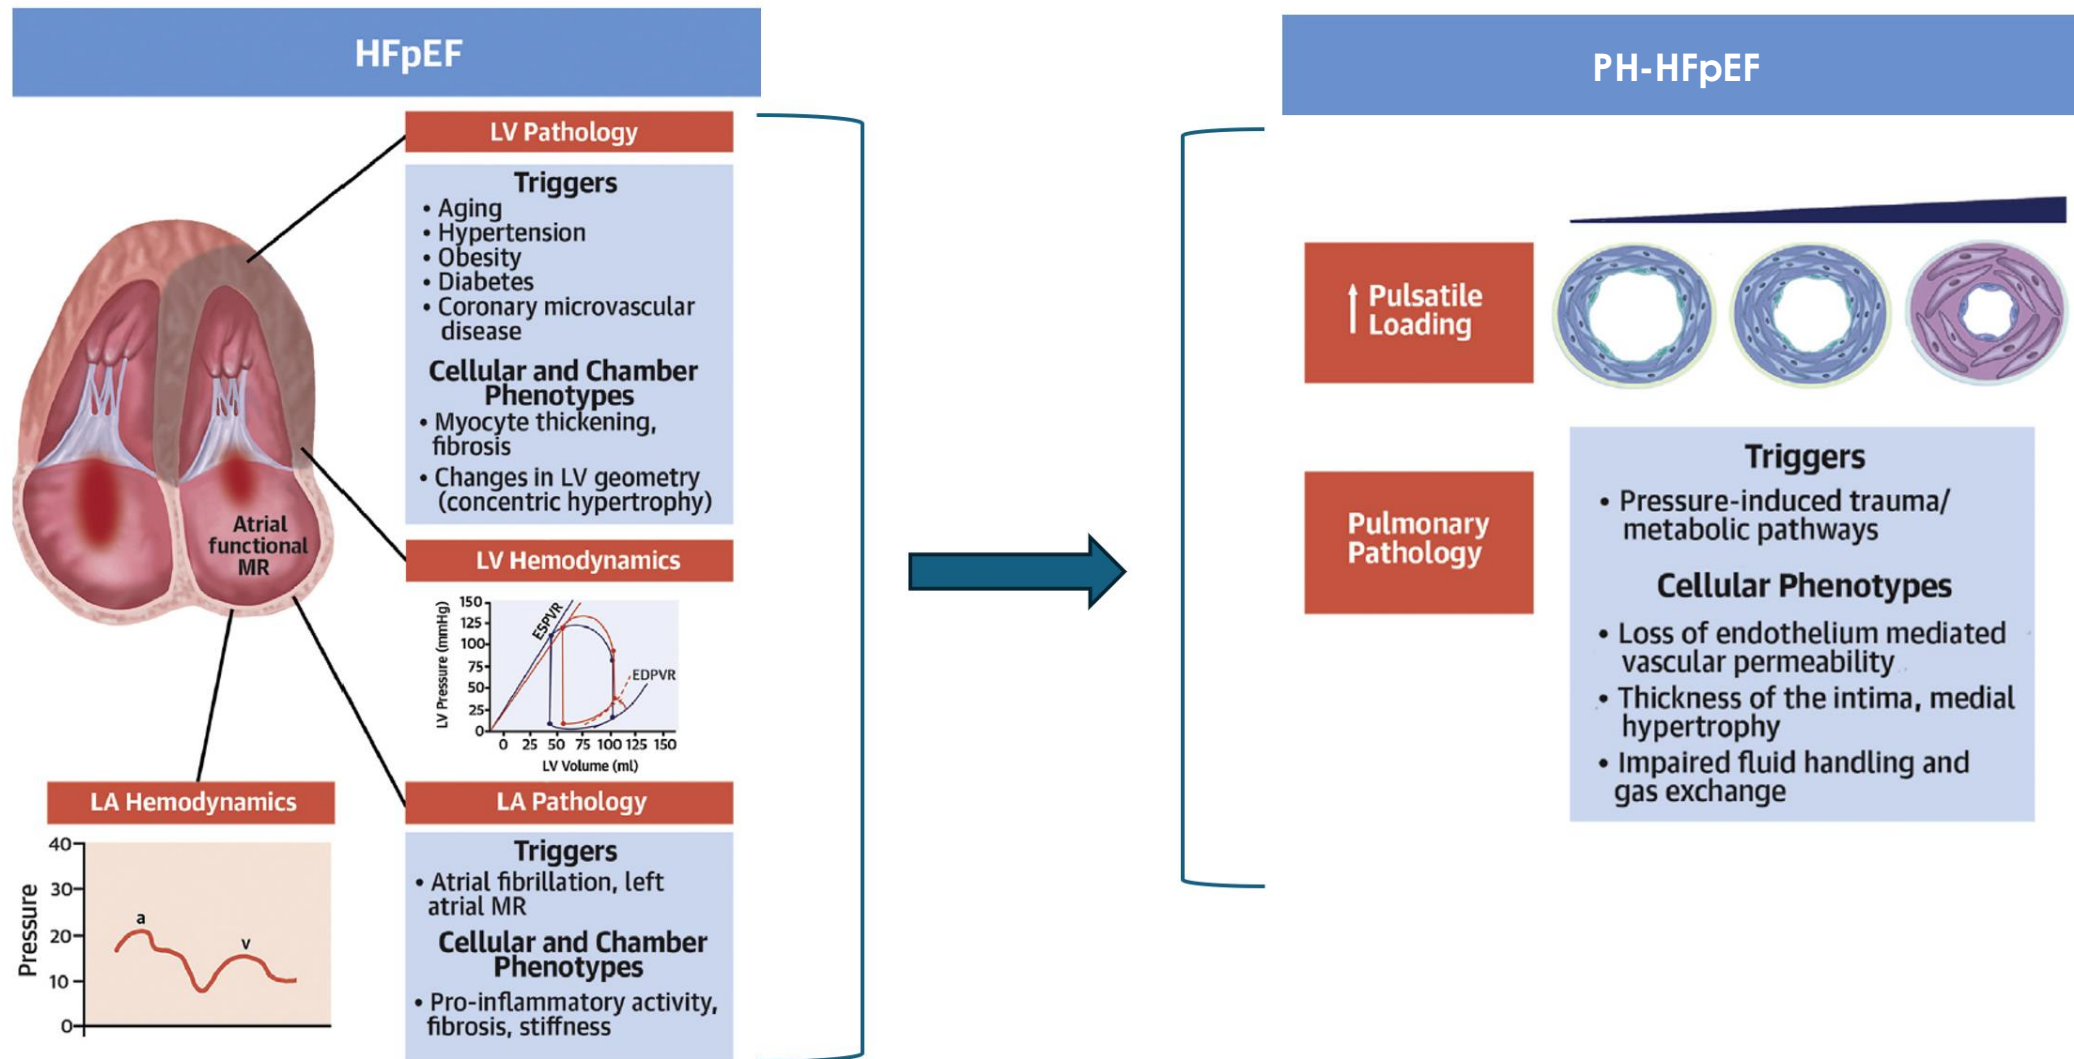 HFpEF
LV Pathology
Triggers
• Aging
• Hypertension
• Obesity
• Diabetes
• Coronary microvascular
disease
Cellular and Chamber
Phenotypes
• Myocyte thickening,
fibrosis
• Changes in LV geometry
(concentric hypertrophy)
Atrial
functional
MR
LV Hemodynamics
LV Pressure (mmHg)
150
125
100
75
50
25
0
ESPVR
EDPVR
0 25 50 75 100 125 150
LV Volume (ml)
LA Hemodynamics
Pressure
40
30
20
10
0
a
v
LA Pathology
Triggers
• Atrial fibrillation, left
atrial MR
Cellular and Chamber
Phenotypes
• Pro-inflammatory activity,
fibrosis, stiffness
PH-HFpEF
↑ Pulsatile
Loading
Pulmonary
Pathology
Triggers
• Pressure-induced trauma/
metabolic pathways
Cellular Phenotypes
• Loss of endothelium mediated
vascular permeability
• Thickness of the intima, medial
hypertrophy
• Impaired fluid handling and
gas exchange